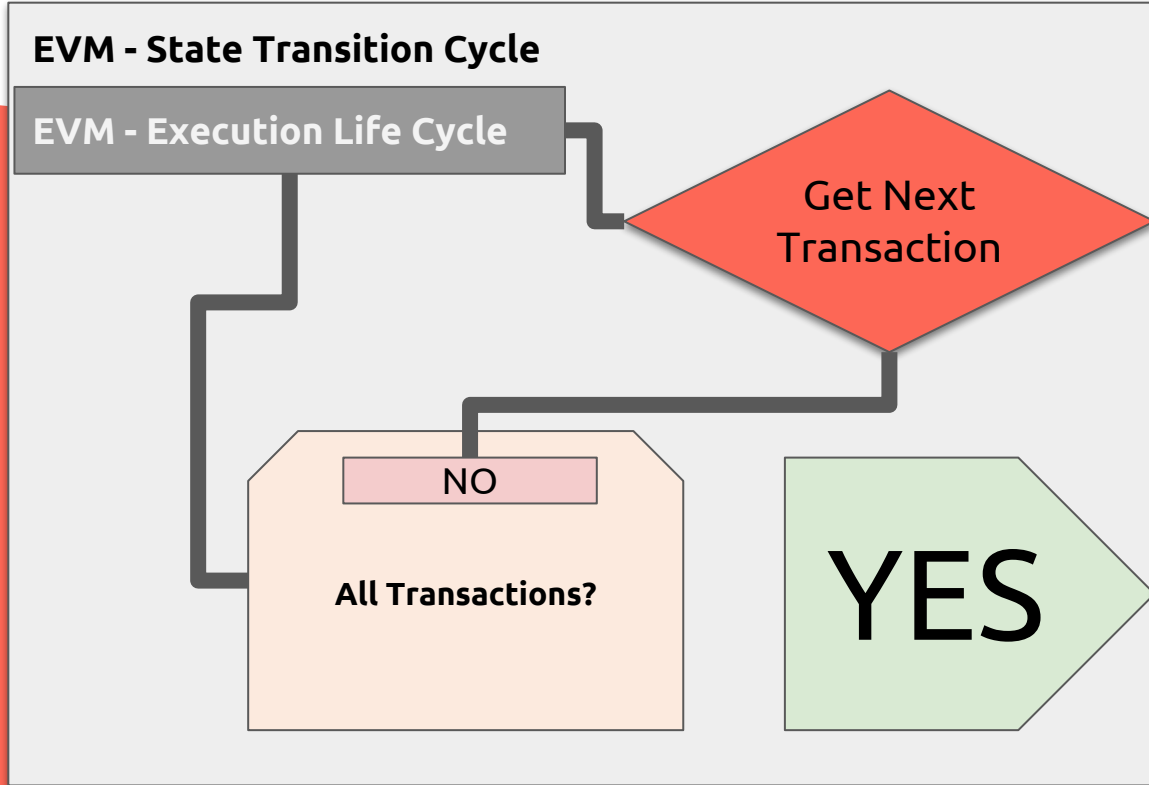 EVM - State Transition Cycle
EVM - Execution Life Cycle
Get Next
Transaction
NO
All Transactions?
YES